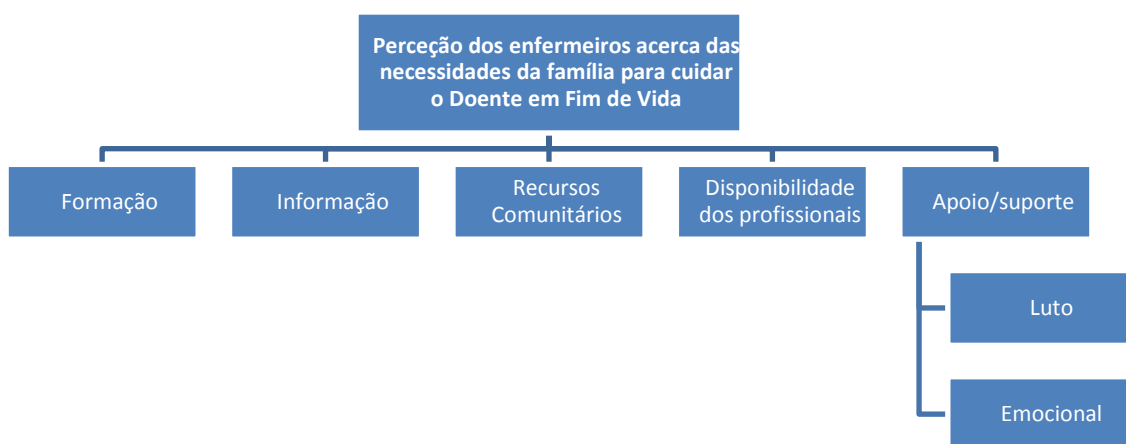 Perceção dos enfermeiros acerca das
necessidades da família para cuidar
o Doente em Fim de Vida
Formação
Informação
Recursos
Comunitários
Disponibilidade
dos profissionais
Apoio/suporte
Luto
Emocional